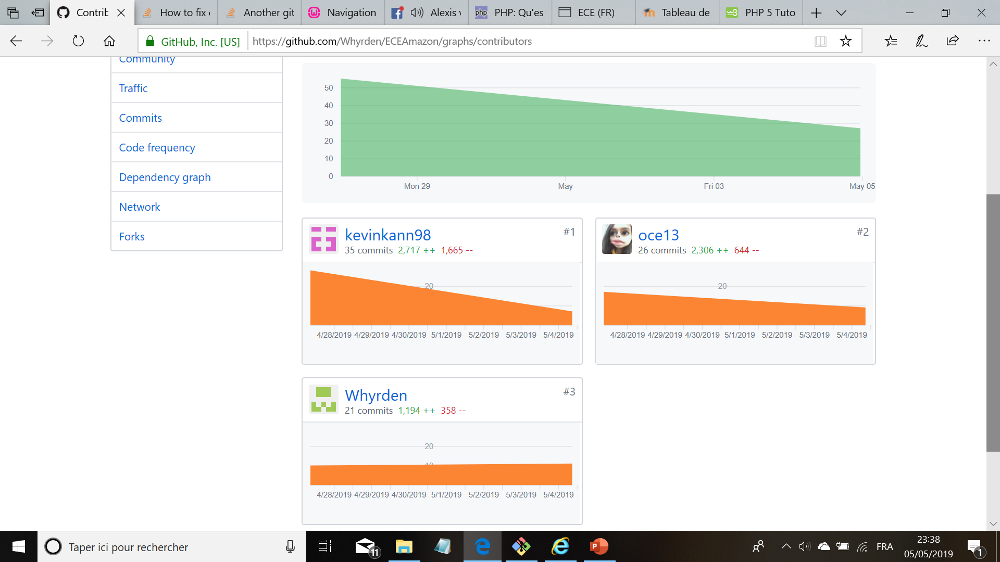 Contrib
How to fix
Another git
Navigation
Alexis v
php PHP: Qu'es
ECE (FR)
Tableau de
w3 PHP 5 Tuto
GitHub, Inc. [US] https://github.com/Whyrden/ECEAmazon/graphs/contributors
Community
Traffic
Commits
Code frequency
Dependency graph
Network
Forks
50
40
30
20
10
0
Mon 29 May Fri 03 May 05
kevinkann98 #1
35 commits 2,717 ++ 1,665 --
20
4/28/2019 4/29/2019 4/30/2019 5/1/2019 5/2/2019 5/3/2019 5/4/2019
oce13 #2
26 commits 2,306 ++ 644 --
20
4/28/2019 4/29/2019 4/30/2019 5/1/2019 5/2/2019 5/3/2019 5/4/2019
Whyrden #3
21 commits 1,194 ++ 358 --
20
10
4/28/2019 4/29/2019 4/30/2019 5/1/2019 5/2/2019 5/3/2019 5/4/2019
Taper ici pour rechercher
11
P
FRA
23:38
05/05/2019
1